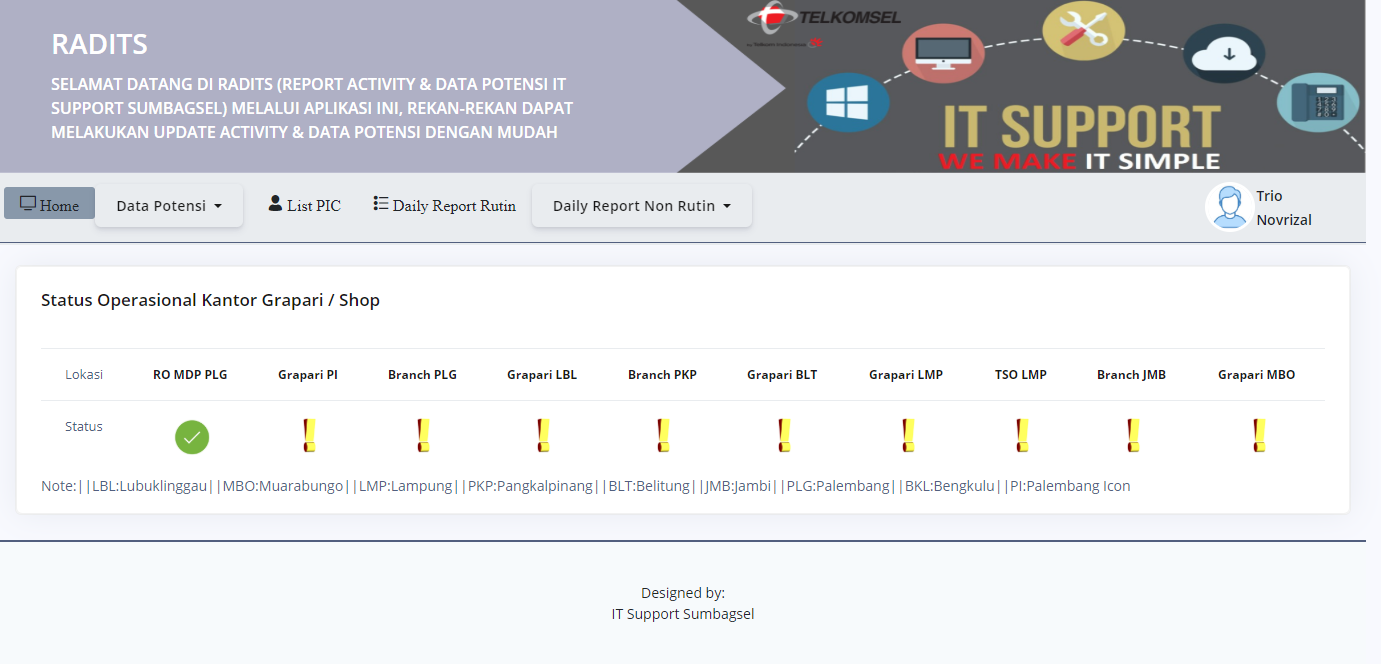 RADITS
SELAMAT DATANG DI RADITS (REPORT ACTIVITY & DATA POTENSI IT
SUPPORT SUMBAGSEL) MELALUI APLIKASI INI, REKAN-REKAN DAPAT
MELAKUKAN UPDATE ACTIVITY & DATA POTENSI DENGAN MUDAH
TELKOMSEL
by Telkom Indonesia
IT SUPPORT
WE MAKE IT SIMPLE
Home Data Potensi List PIC Daily Report Rutin Daily Report Non Rutin
Trio
Novrizal
Status Operasional Kantor Grapari / Shop
Lokasi RO MDP PLG Grapari PI Branch PLG Grapari LBL Branch PKP Grapari BLT Grapari LMP TSO LMP Branch JMB Grapari MBO
Status
Note:||LBL:Lubuklinggau||MBO:Muarabungo||LMP:Lampung||PKP:Pangkalpinang||BLT:Belitung||JMB:Jambi||PLG:Palembang||BKL:Bengkulu||PI:Palembang Icon
Designed by:
IT Support Sumbagsel